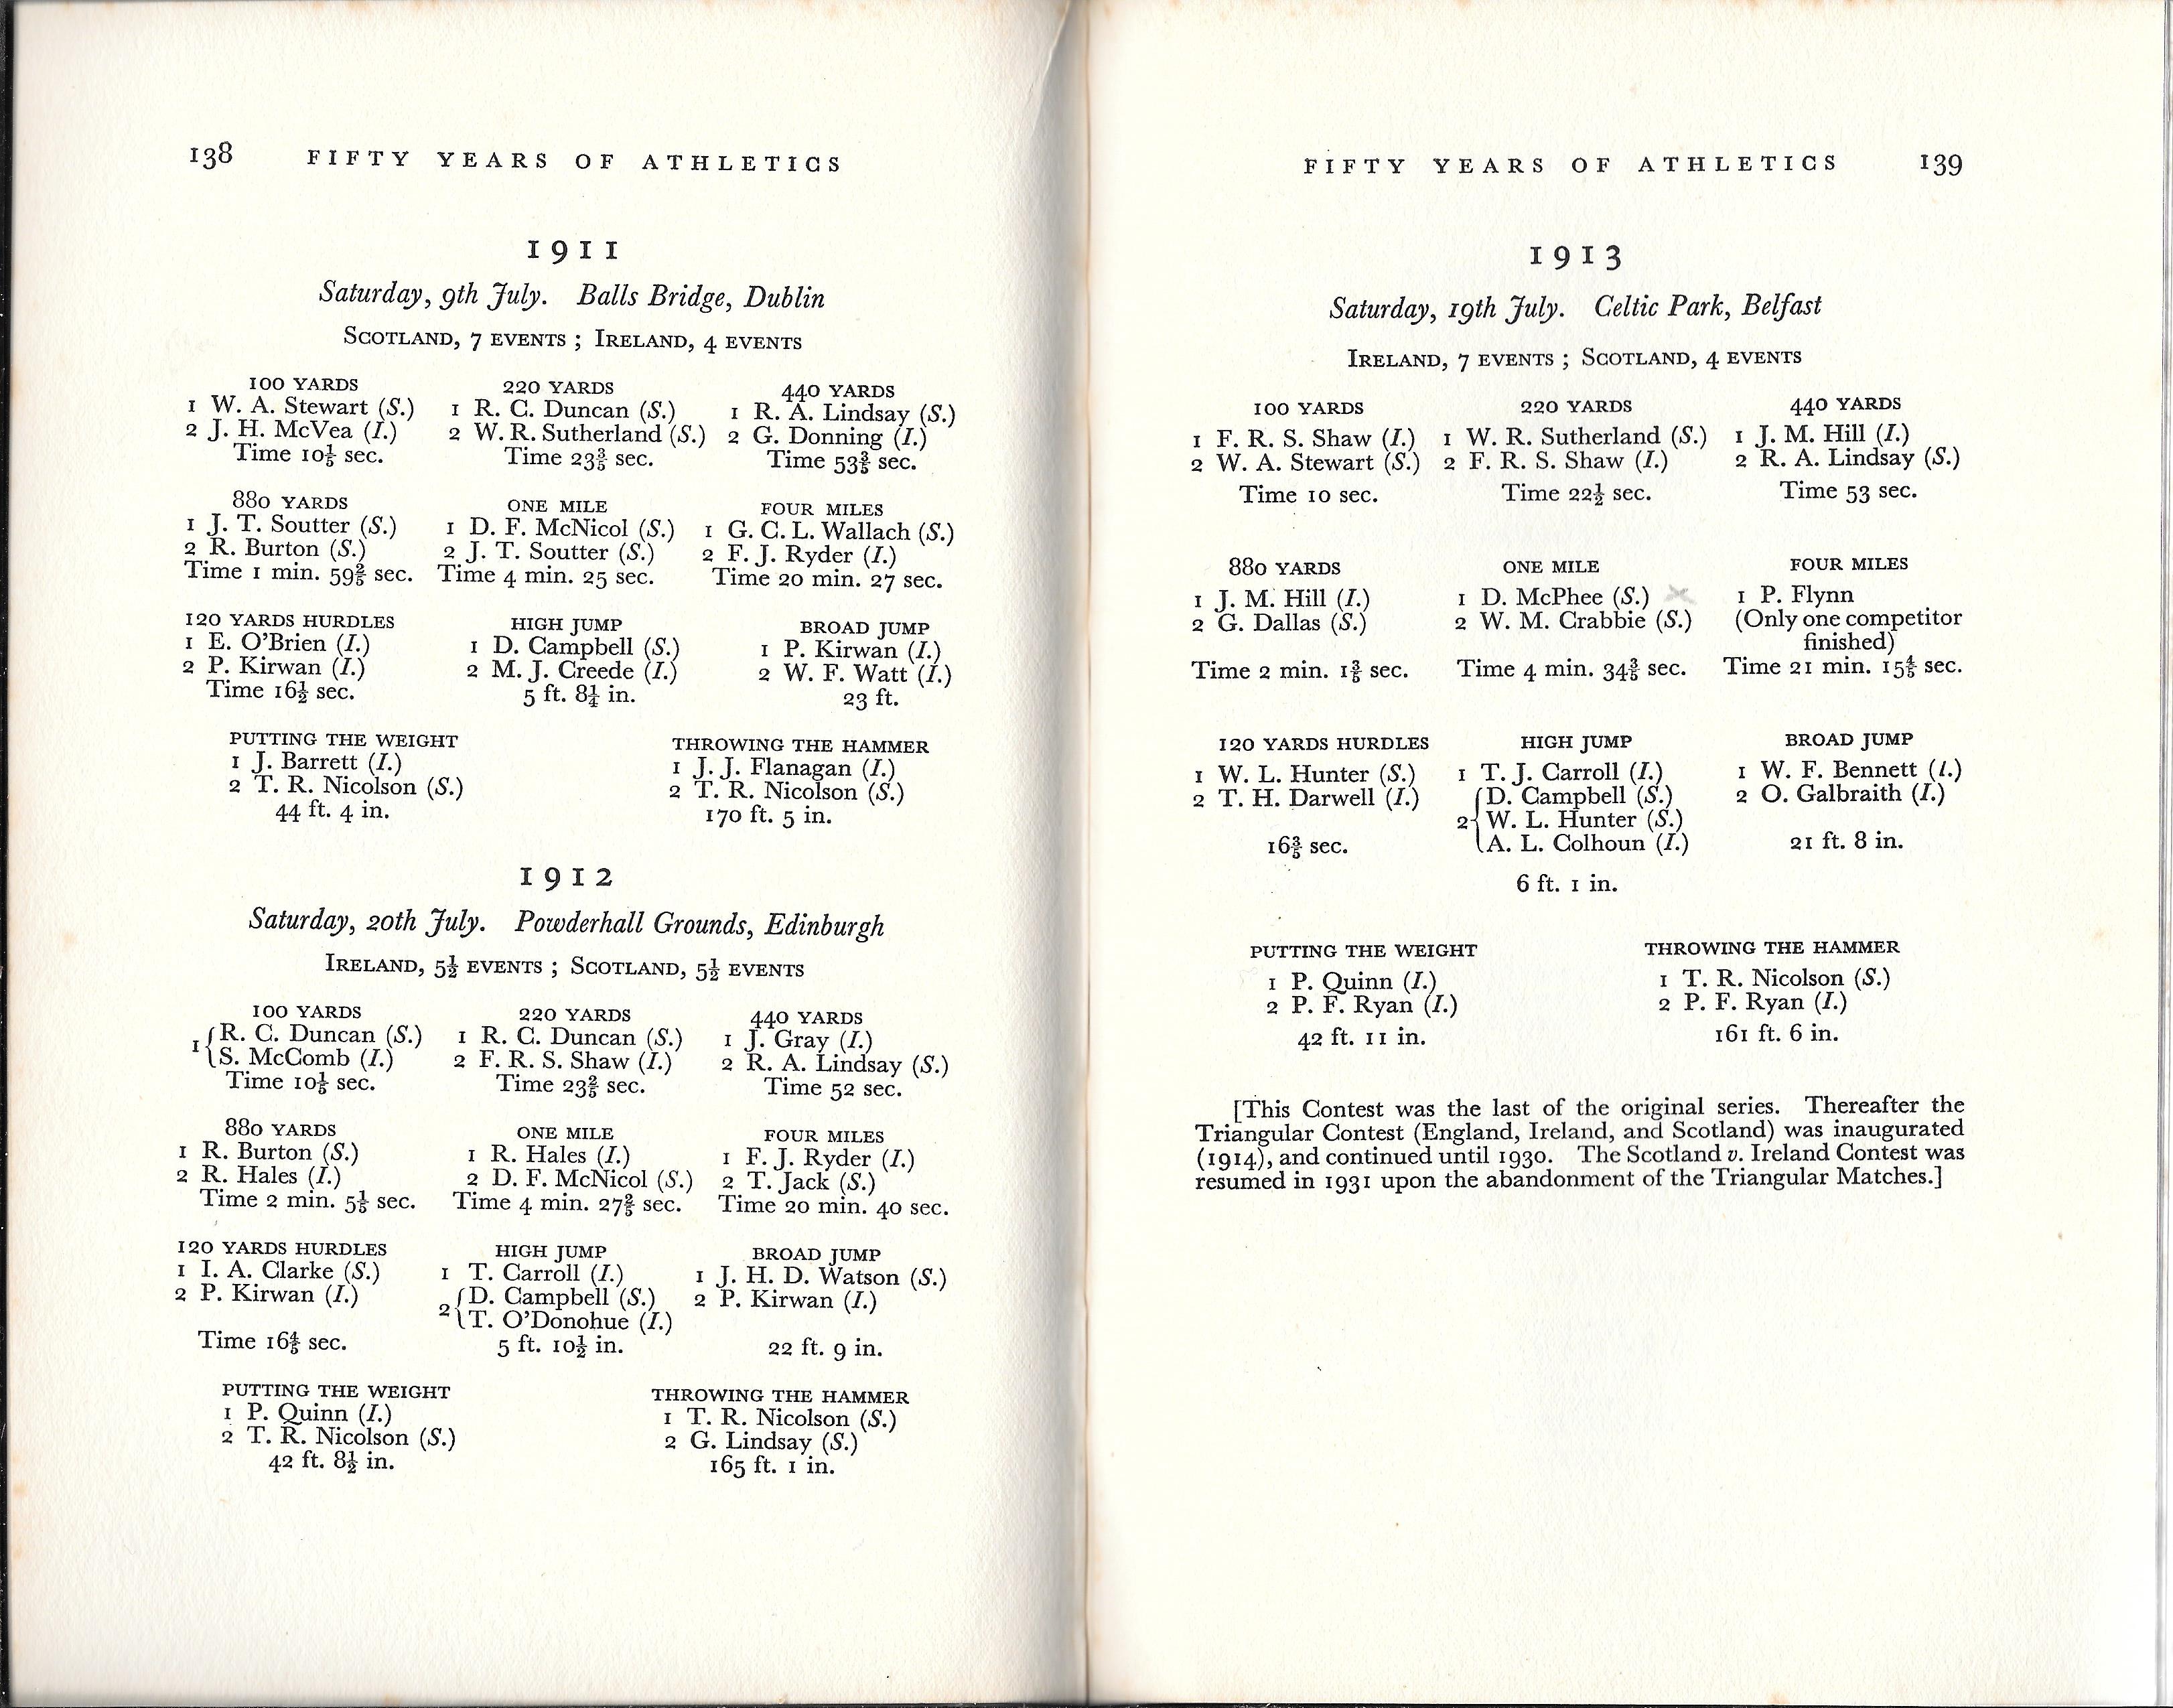 138 FIFTY YEARS OF ATHLETICS
1911
Saturday, 9th July. Balls Bridge, Dublin
SCOTLAND, 7 EVENTS ; IRELAND, 4 EVENTS
100 YARDS
1 W. A. Stewart (S.)
2 J. H. McVea (I.)
Time 10⅕ sec.
220 YARDS
1 R. C. Duncan (S.)
2 W. R. Sutherland (S.)
Time 23⅗ sec.
440 YARDS
1 R. A. Lindsay (S.)
2 G. Donning (I.)
Time 53⅗ sec.
880 YARDS
1 J. T. Soutter (S.)
2 R. Burton (S.)
Time 1 min. 59⅗ sec.
ONE MILE
1 D. F. McNicol (S.)
2 J. T. Soutter (S.)
Time 4 min. 25 sec.
FOUR MILES
1 G. C. L. Wallach (S.)
2 F. J. Ryder (I.)
Time 20 min. 27 sec.
120 YARDS HURDLES
1 E. O'Brien (I.)
2 P. Kirwan (I.)
Time 16½ sec.
HIGH JUMP
1 D. Campbell (S.)
2 M. J. Creede (I.)
5 ft. 8¼ in.
BROAD JUMP
1 P. Kirwan (I.)
2 W. F. Watt (I.)
23 ft.
PUTTING THE WEIGHT
1 J. Barrett (I.)
2 T. R. Nicolson (S.)
44 ft. 4 in.
THROWING THE HAMMER
1 J. J. Flanagan (I.)
2 T. R. Nicolson (S.)
170 ft. 5 in.
1912
Saturday, 20th July. Powderhall Grounds, Edinburgh
IRELAND, 5½ EVENTS ; SCOTLAND, 5½ EVENTS
100 YARDS
1 { R. C. Duncan (S.)
S. McComb (I.)
Time 10⅕ sec.
220 YARDS
1 R. C. Duncan (S.)
2 F. R. S. Shaw (I.)
Time 23⅖ sec.
440 YARDS
1 J. Gray (I.)
2 R. A. Lindsay (S.)
Time 52 sec.
880 YARDS
1 R. Burton (S.)
2 R. Hales (I.)
Time 2 min. 5⅕ sec.
ONE MILE
1 R. Hales (I.)
2 D. F. McNicol (S.)
Time 4 min. 27⅖ sec.
FOUR MILES
1 F. J. Ryder (I.)
2 T. Jack (S.)
Time 20 min. 40 sec.
120 YARDS HURDLES
1 I. A. Clarke (S.)
2 P. Kirwan (I.)
Time 16⅘ sec.
HIGH JUMP
1 T. Carroll (I.)
2 { D. Campbell (S.)
T. O'Donohue (I.)
5 ft. 10½ in.
BROAD JUMP
1 J. H. D. Watson (S.)
2 P. Kirwan (I.)
22 ft. 9 in.
PUTTING THE WEIGHT
1 P. Quinn (I.)
2 T. R. Nicolson (S.)
42 ft. 8½ in.
THROWING THE HAMMER
1 T. R. Nicolson (S.)
2 G. Lindsay (S.)
165 ft. 1 in.
FIFTY YEARS OF ATHLETICS 139
1913
Saturday, 19th July. Celtic Park, Belfast
IRELAND, 7 EVENTS ; SCOTLAND, 4 EVENTS
100 YARDS
1 F. R. S. Shaw (I.)
2 W. A. Stewart (S.)
Time 10 sec.
220 YARDS
1 W. R. Sutherland (S.)
2 F. R. S. Shaw (I.)
Time 22½ sec.
440 YARDS
1 J. M. Hill (I.)
2 R. A. Lindsay (S.)
Time 53 sec.
880 YARDS
1 J. M. Hill (I.)
2 G. Dallas (S.)
Time 2 min. 1⅗ sec.
ONE MILE
1 D. McPhee (S.)
2 W. M. Crabbie (S.)
Time 4 min. 34⅗ sec.
FOUR MILES
1 P. Flynn
(Only one competitor
finished)
Time 21 min. 15⅘ sec.
120 YARDS HURDLES
1 W. L. Hunter (S.)
2 T. H. Darwell (I.)
16⅗ sec.
HIGH JUMP
1 T. J. Carroll (I.)
{ D. Campbell (S.)
2 W. L. Hunter (S.)
A. L. Colhoun (I.)
6 ft. 1 in.
BROAD JUMP
1 W. F. Bennett (I.)
2 O. Galbraith (I.)
21 ft. 8 in.
PUTTING THE WEIGHT
1 P. Quinn (I.)
2 P. F. Ryan (I.)
42 ft. 11 in.
THROWING THE HAMMER
1 T. R. Nicolson (S.)
2 P. F. Ryan (I.)
161 ft. 6 in.
[This Contest was the last of the original series. Thereafter the
Triangular Contest (England, Ireland, and Scotland) was inaugurated
(1914), and continued until 1930. The Scotland v. Ireland Contest was
resumed in 1931 upon the abandonment of the Triangular Matches.]